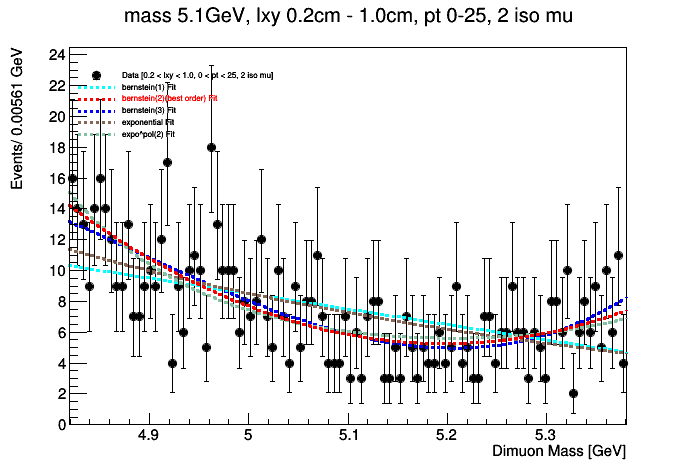 mass 5.1GeV, lxy 0.2cm - 1.0cm, pt 0-25, 2 iso mu
Events/ 0.00561 GeV
24
22
20
18
16
14
12
10
8
6
4
2
0
Data [0.2 < lxy < 1.0, 0 < pt < 25, 2 iso mu]
bernstein(1) Fit
bernstein(2)(best order) Fit
bernstein(3) Fit
exponential Fit
expo*pol(2) Fit
4.9 5 5.1 5.2 5.3
Dimuon Mass [GeV]